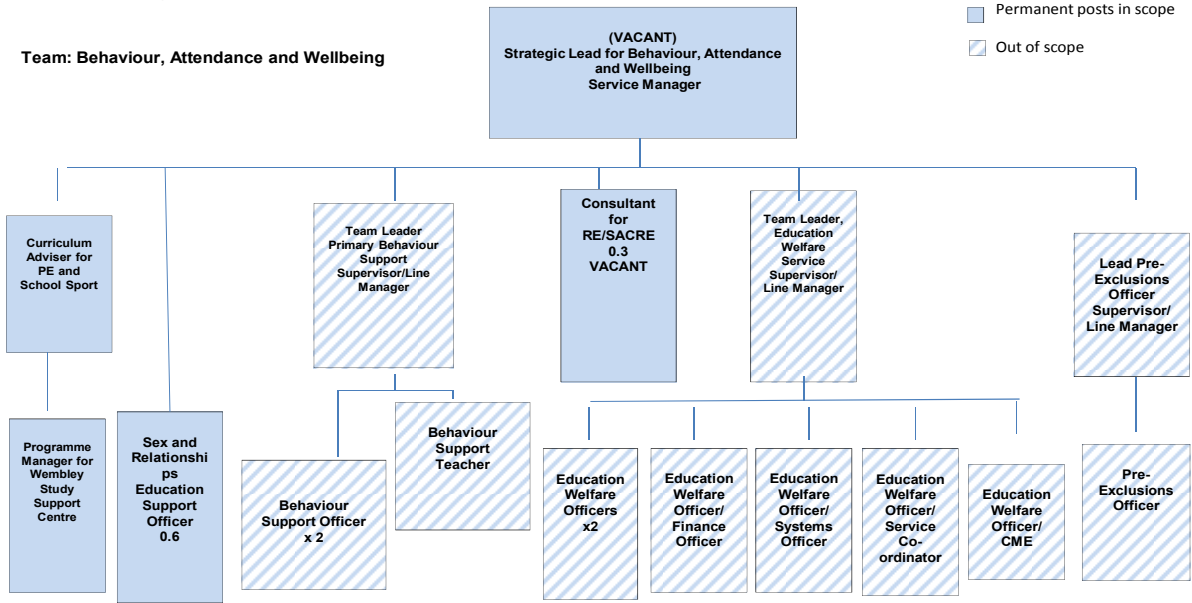 Permanent posts in scope
Out of scope
Team: Behaviour, Attendance and Wellbeing
(VACANT)
Strategic Lead for Behaviour, Attendance
and Wellbeing
Service Manager
Curriculum
Adviser for
PE and
School Sport
Team Leader
Primary Behaviour
Support
Supervisor/Line
Manager
Consultant
for
RE/SACRE
0.3
VACANT
Team Leader,
Education
Welfare
Service
Supervisor/
Line Manager
Lead Pre-
Exclusions
Officer
Supervisor/
Line Manager
Programme
Manager for
Wembley
Study
Support
Centre
Sex and
Relationshi
ps
Education
Support
Officer
0.6
Behaviour
Support Officer
x 2
Behaviour
Support
Teacher
Education
Welfare
Officers
x2
Education
Welfare
Officer/
Finance
Officer
Education
Welfare
Officer/
Systems
Officer
Education
Welfare
Officer/
Service
Co-
ordinator
Education
Welfare
Officer/
CME
Pre-
Exclusions
Officer